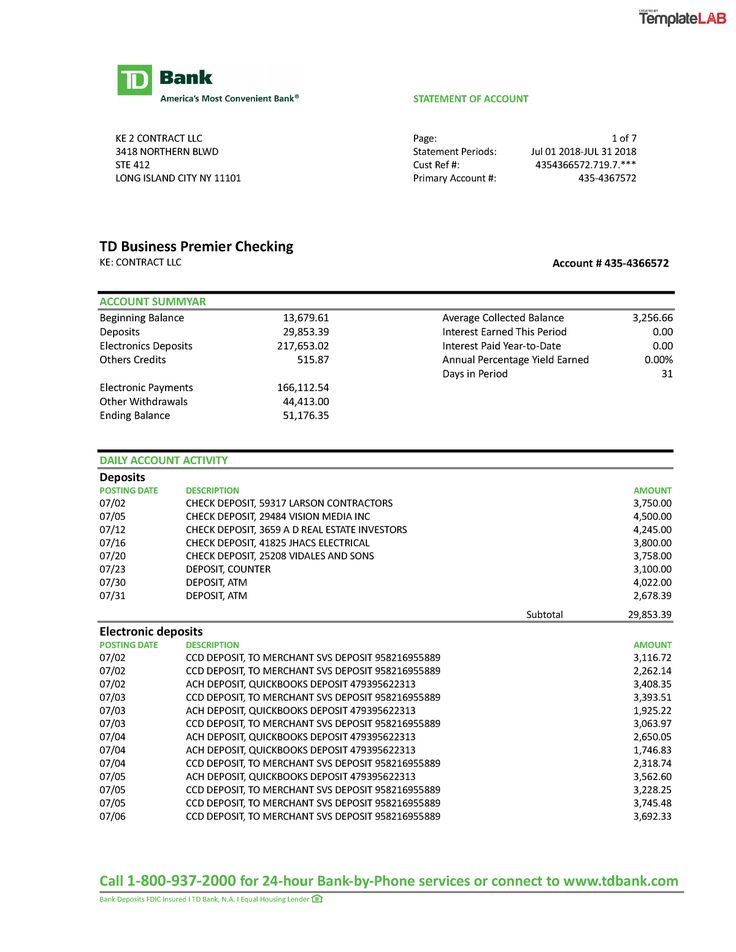 CREATED BY
TemplateLAB
TD Bank
America's Most Convenient Bank®
STATEMENT OF ACCOUNT
KE 2 CONTRACT LLC
3418 NORTHERN BLWD
STE 412
LONG ISLAND CITY NY 11101
Page: 1 of 7
Statement Periods: Jul 01 2018-JUL 31 2018
Cust Ref #: 4354366572.719.7.***
Primary Account #: 435-4367572
TD Business Premier Checking
KE: CONTRACT LLC
Account # 435-4366572
ACCOUNT SUMMYAR
Beginning Balance 13,679.61 Average Collected Balance 3,256.66
Deposits 29,853.39 Interest Earned This Period 0.00
Electronics Deposits 217,653.02 Interest Paid Year-to-Date 0.00
Others Credits 515.87 Annual Percentage Yield Earned 0.00%
Days in Period 31
Electronic Payments 166,112.54
Other Withdrawals 44,413.00
Ending Balance 51,176.35
DAILY ACCOUNT ACTIVITY
Deposits
POSTING DATE DESCRIPTION AMOUNT
07/02 CHECK DEPOSIT, 59317 LARSON CONTRACTORS 3,750.00
07/05 CHECK DEPOSIT, 29484 VISION MEDIA INC 4,500.00
07/12 CHECK DEPOSIT, 3659 A D REAL ESTATE INVESTORS 4,245.00
07/16 CHECK DEPOSIT, 41825 JHACS ELECTRICAL 3,800.00
07/20 CHECK DEPOSIT, 25208 VIDALES AND SONS 3,758.00
07/23 DEPOSIT, COUNTER 3,100.00
07/30 DEPOSIT, ATM 4,022.00
07/31 DEPOSIT, ATM 2,678.39
Subtotal 29,853.39
Electronic deposits
POSTING DATE DESCRIPTION AMOUNT
07/02 CCD DEPOSIT, TO MERCHANT SVS DEPOSIT 958216955889 3,116.72
07/02 CCD DEPOSIT, TO MERCHANT SVS DEPOSIT 958216955889 2,262.14
07/02 ACH DEPOSIT, QUICKBOOKS DEPOSIT 479395622313 3,408.35
07/03 CCD DEPOSIT, TO MERCHANT SVS DEPOSIT 958216955889 3,393.51
07/03 ACH DEPOSIT, QUICKBOOKS DEPOSIT 479395622313 1,925.22
07/03 CCD DEPOSIT, TO MERCHANT SVS DEPOSIT 958216955889 3,063.97
07/04 ACH DEPOSIT, QUICKBOOKS DEPOSIT 479395622313 2,650.05
07/04 ACH DEPOSIT, QUICKBOOKS DEPOSIT 479395622313 1,746.83
07/04 CCD DEPOSIT, TO MERCHANT SVS DEPOSIT 958216955889 2,318.74
07/05 ACH DEPOSIT, QUICKBOOKS DEPOSIT 479395622313 3,562.60
07/05 CCD DEPOSIT, TO MERCHANT SVS DEPOSIT 958216955889 3,228.25
07/05 CCD DEPOSIT, TO MERCHANT SVS DEPOSIT 958216955889 3,745.48
07/06 CCD DEPOSIT, TO MERCHANT SVS DEPOSIT 958216955889 3,692.33
Call 1-800-937-2000 for 24-hour Bank-by-Phone services or connect to www.tdbank.com
Bank Deposits FDIC Insured I TD Bank, N.A. I Equal Housing Lender